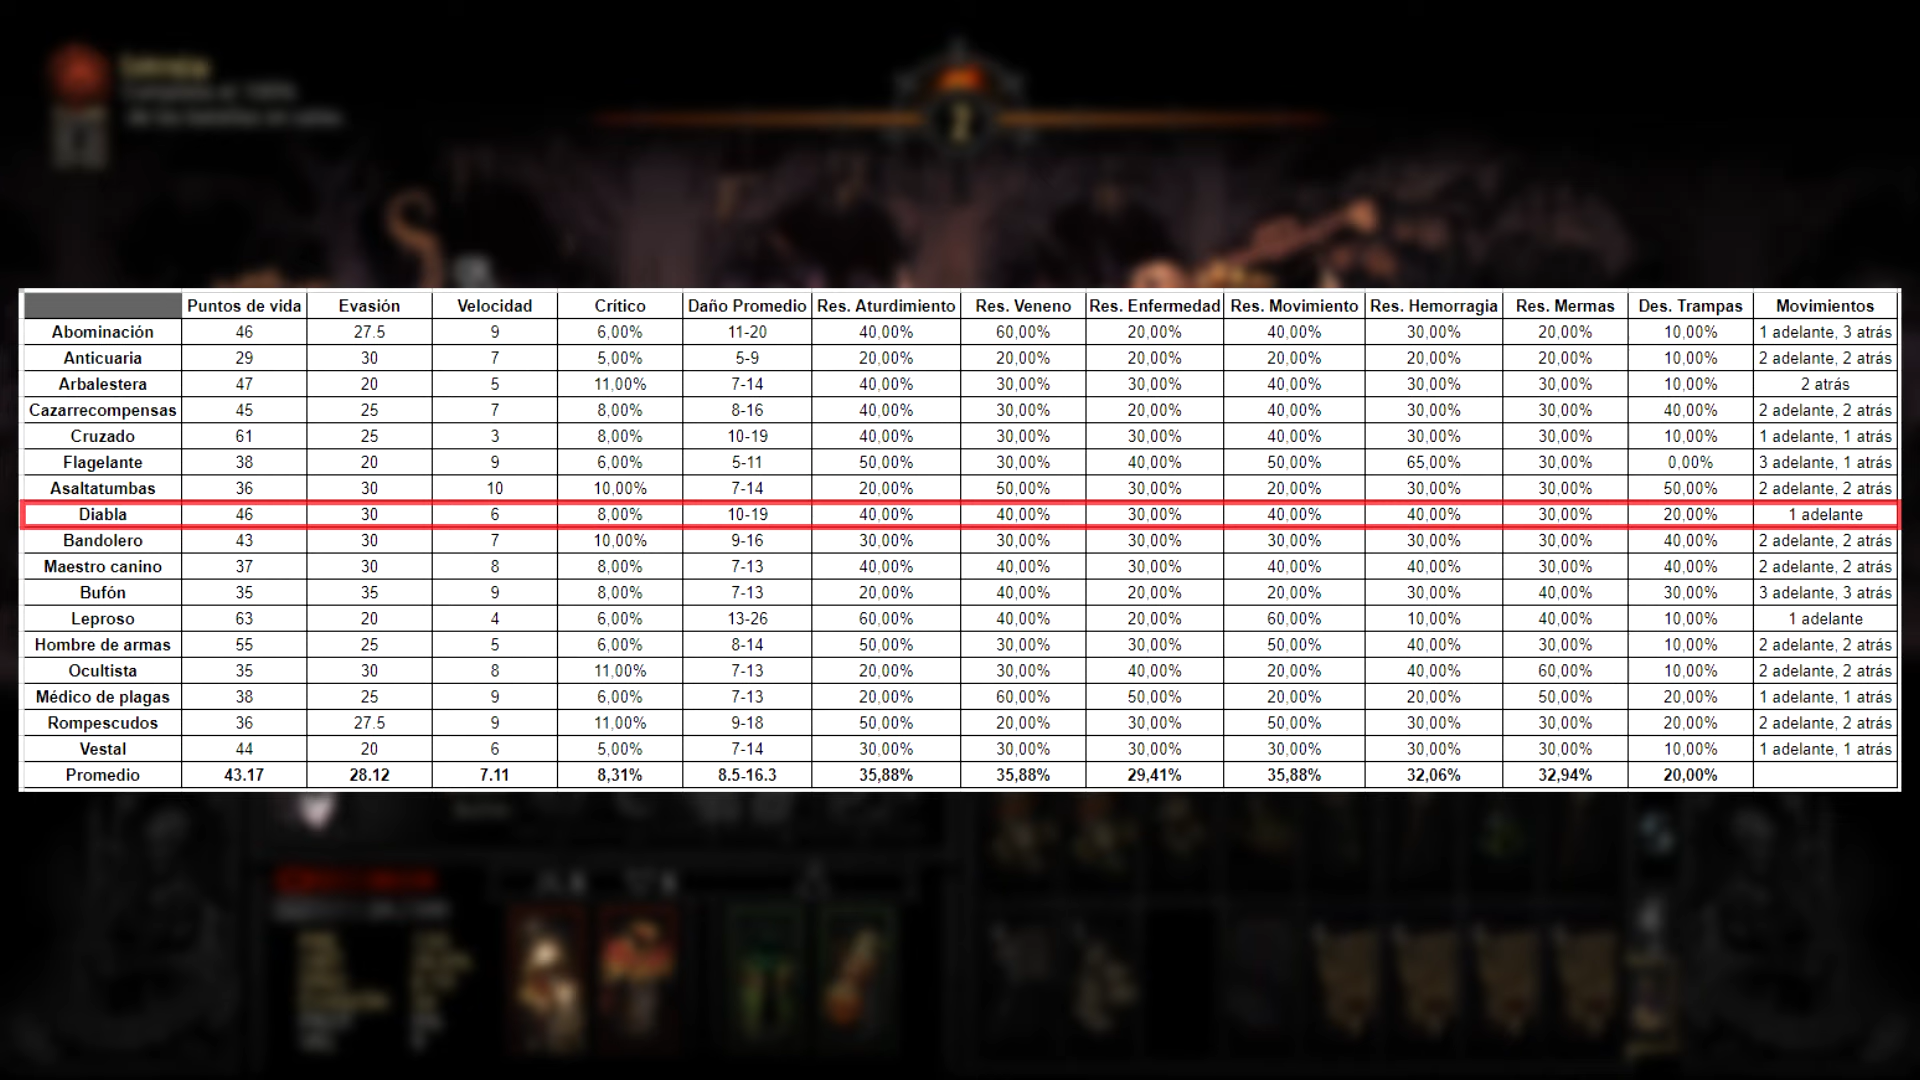 2
Puntos de vida Evasión Velocidad Crítico Daño Promedio Res. Aturdimiento Res. Veneno Res. Enfermedad Res. Movimiento Res. Hemorragia Res. Mermas Des. Trampas Movimientos
Abominación 46 27.5 9 6,00% 11-20 40,00% 60,00% 20,00% 40,00% 30,00% 20,00% 10,00% 1 adelante, 3 atrás
Anticuaria 29 30 7 5,00% 5-9 20,00% 20,00% 20,00% 20,00% 20,00% 20,00% 10,00% 2 adelante, 2 atrás
Arbalestera 47 20 5 11,00% 7-14 40,00% 30,00% 30,00% 40,00% 30,00% 30,00% 10,00% 2 atrás
Cazarrecompensas 45 25 7 8,00% 8-16 40,00% 30,00% 20,00% 40,00% 30,00% 30,00% 40,00% 2 adelante, 2 atrás
Cruzado 61 25 3 8,00% 10-19 40,00% 30,00% 30,00% 40,00% 30,00% 30,00% 10,00% 1 adelante, 1 atrás
Flagelante 38 20 9 6,00% 5-11 50,00% 30,00% 40,00% 50,00% 65,00% 30,00% 0,00% 3 adelante, 1 atrás
Asaltatumbas 36 30 10 10,00% 7-14 20,00% 50,00% 30,00% 20,00% 30,00% 30,00% 50,00% 2 adelante, 2 atrás
Diabla 46 30 6 8,00% 10-19 40,00% 40,00% 30,00% 40,00% 40,00% 30,00% 20,00% 1 adelante
Bandolero 43 30 7 10,00% 9-16 30,00% 30,00% 30,00% 30,00% 30,00% 30,00% 40,00% 2 adelante, 2 atrás
Maestro canino 37 30 8 8,00% 7-13 40,00% 40,00% 30,00% 40,00% 30,00% 30,00% 40,00% 2 adelante, 2 atrás
Bufón 35 35 9 8,00% 7-13 20,00% 40,00% 20,00% 20,00% 30,00% 40,00% 30,00% 3 adelante, 3 atrás
Leproso 63 20 4 6,00% 13-26 60,00% 40,00% 20,00% 60,00% 10,00% 40,00% 10,00% 1 adelante
Hombre de armas 55 25 5 6,00% 8-14 50,00% 30,00% 30,00% 50,00% 40,00% 30,00% 10,00% 2 adelante, 2 atrás
Ocultista 35 30 8 11,00% 7-13 20,00% 30,00% 40,00% 20,00% 40,00% 60,00% 10,00% 2 adelante, 2 atrás
Médico de plagas 38 25 9 6,00% 7-13 20,00% 60,00% 50,00% 20,00% 20,00% 50,00% 20,00% 1 adelante, 1 atrás
Rompescudos 36 27.5 9 11,00% 9-18 50,00% 20,00% 30,00% 50,00% 30,00% 30,00% 20,00% 2 adelante, 2 atrás
Vestal 44 20 6 5,00% 7-14 30,00% 30,00% 30,00% 30,00% 30,00% 30,00% 10,00% 1 adelante, 1 atrás
Promedio 43.17 28.12 7.11 8,31% 8.5-16.3 35,88% 35,88% 29,41% 35,88% 32,06% 32,94% 20,00%